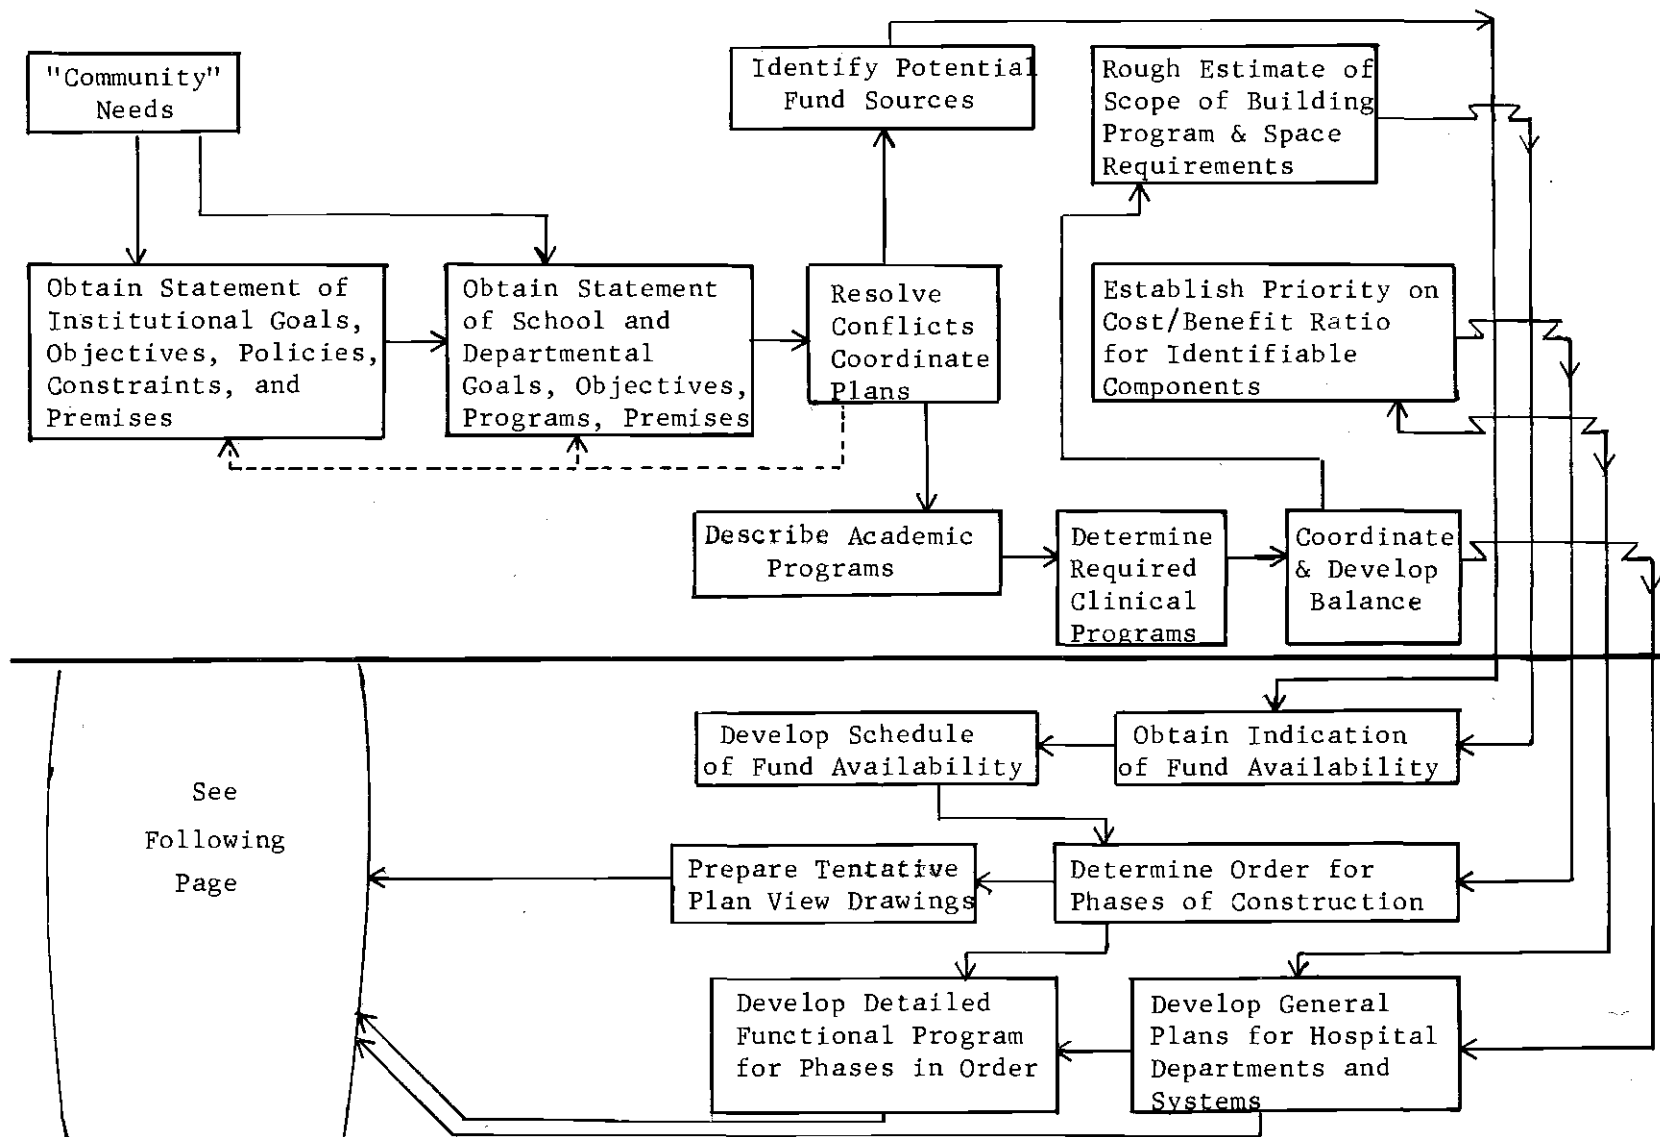 "Community"
Needs
Identify Potential
Fund Sources
Rough Estimate of
Scope of Building
Program & Space
Requirements
Obtain Statement of
Institutional Goals,
Objectives, Policies,
Constraints, and
Premises
Obtain Statement
of School and
Departmental
Goals, Objectives,
Programs, Premises
Resolve
Conflicts
Coordinate
Plans
Establish Priority on
Cost/Benefit Ratio
for Identifiable
Components
Describe Academic
Programs
Determine
Required
Clinical
Programs
Coordinate
& Develop
Balance
See
Following
Page
Develop Schedule
of Fund Availability
Obtain Indication
of Fund Availability
Prepare Tentative
Plan View Drawings
Determine Order for
Phases of Construction
Develop Detailed
Functional Program
for Phases in Order
Develop General
Plans for Hospital
Departments and
Systems